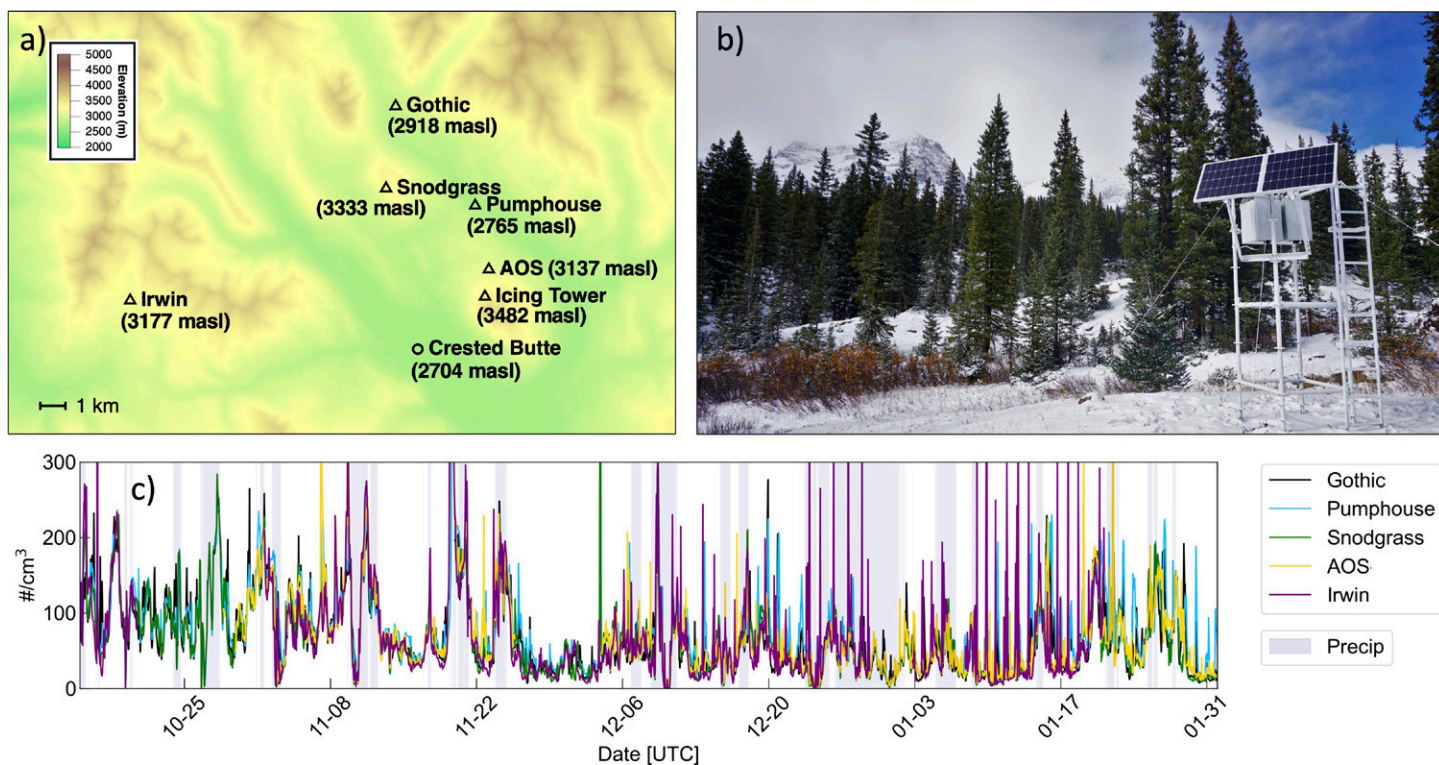 a)
5000
4500
4000
3500
3000
2500
2000
Elevation (m)
Gothic
(2918 masl)
Snodgrass
(3333 masl)
Pumphouse
(2765 masl)
AOS (3137 masl)
Icing Tower
(3482 masl)
Irwin
(3177 masl)
Crested Butte
(2704 masl)
1 km
b)
c)
300
200
100
0
#/cm³
10-25
11-08
11-22
12-06
12-20
01-03
01-17
01-31
Date [UTC]
Gothic
Pumphouse
Snodgrass
AOS
Irwin
Precip